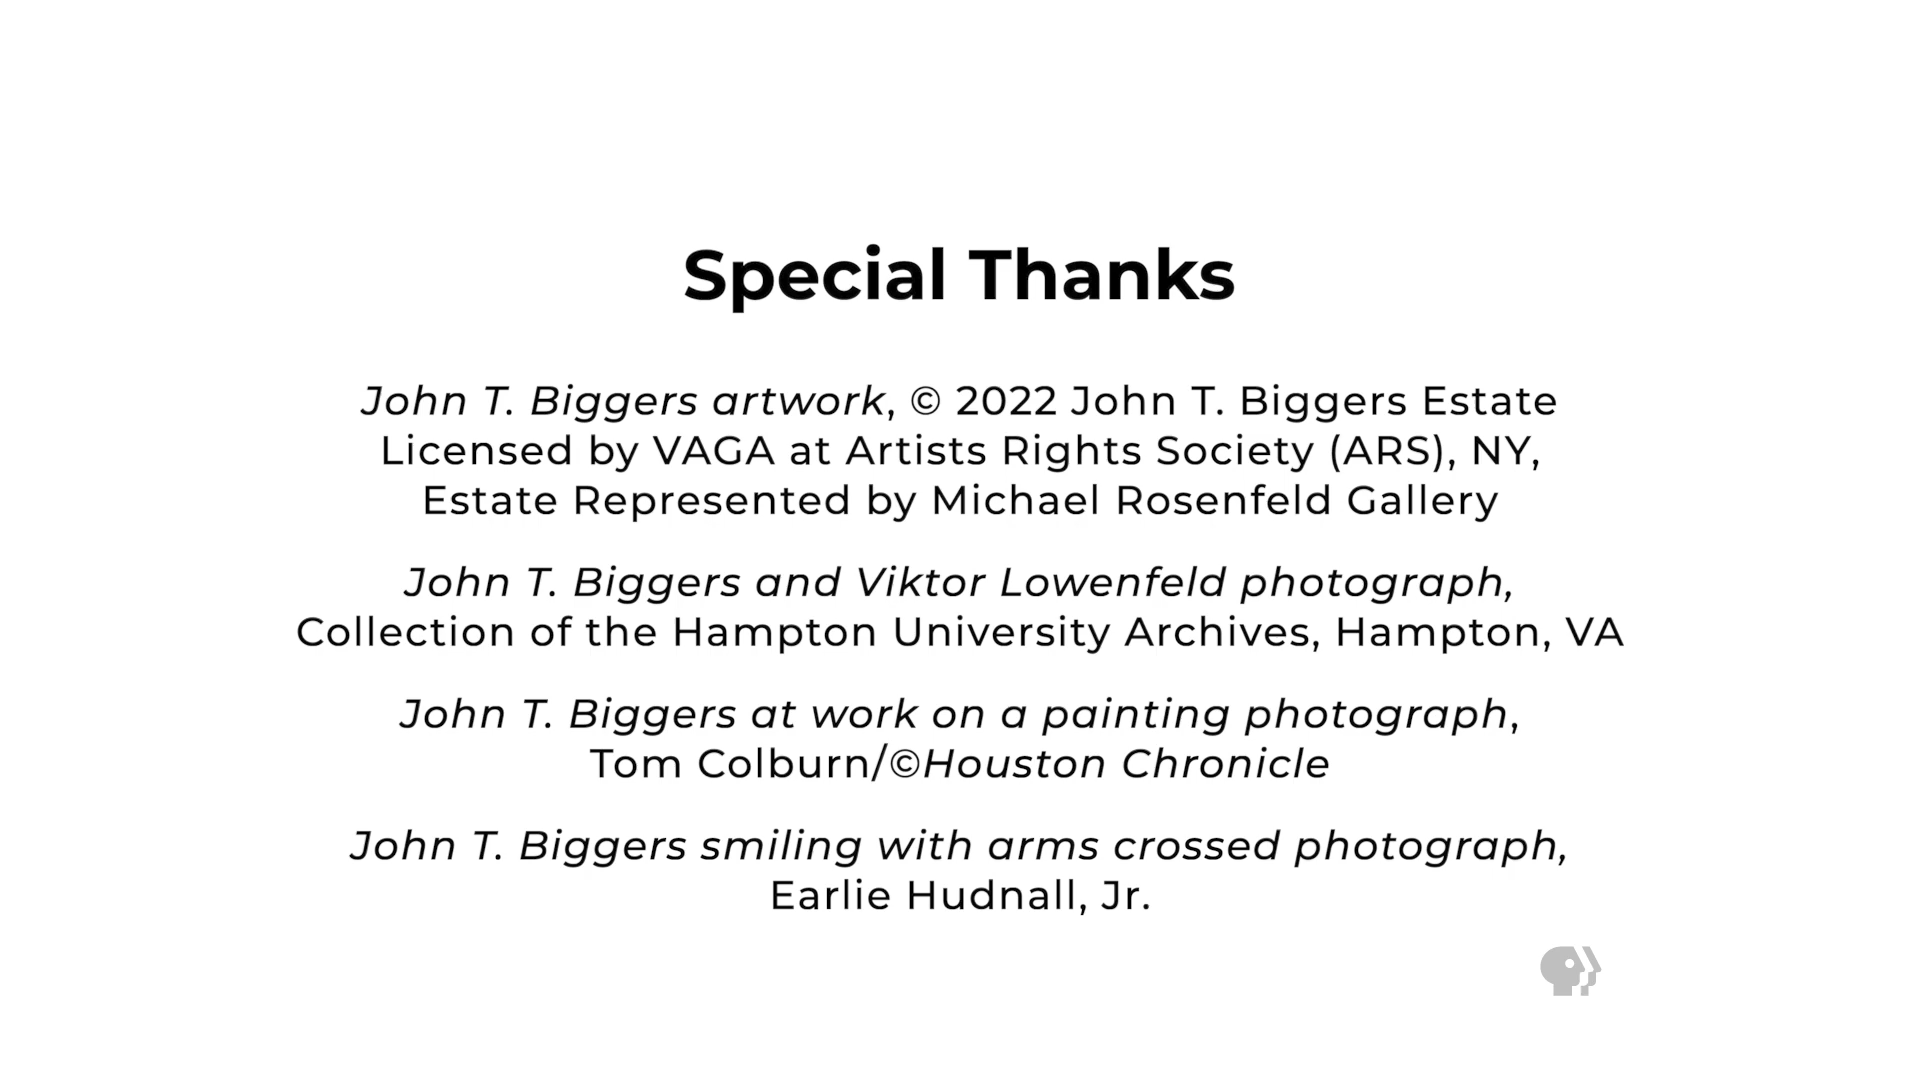 Special Thanks
John T. Biggers artwork, © 2022 John T. Biggers Estate
Licensed by VAGA at Artists Rights Society (ARS), NY,
Estate Represented by Michael Rosenfeld Gallery
John T. Biggers and Viktor Lowenfeld photograph,
Collection of the Hampton University Archives, Hampton, VA
John T. Biggers at work on a painting photograph,
Tom Colburn/©Houston Chronicle
John T. Biggers smiling with arms crossed photograph,
Earlie Hudnall, Jr.